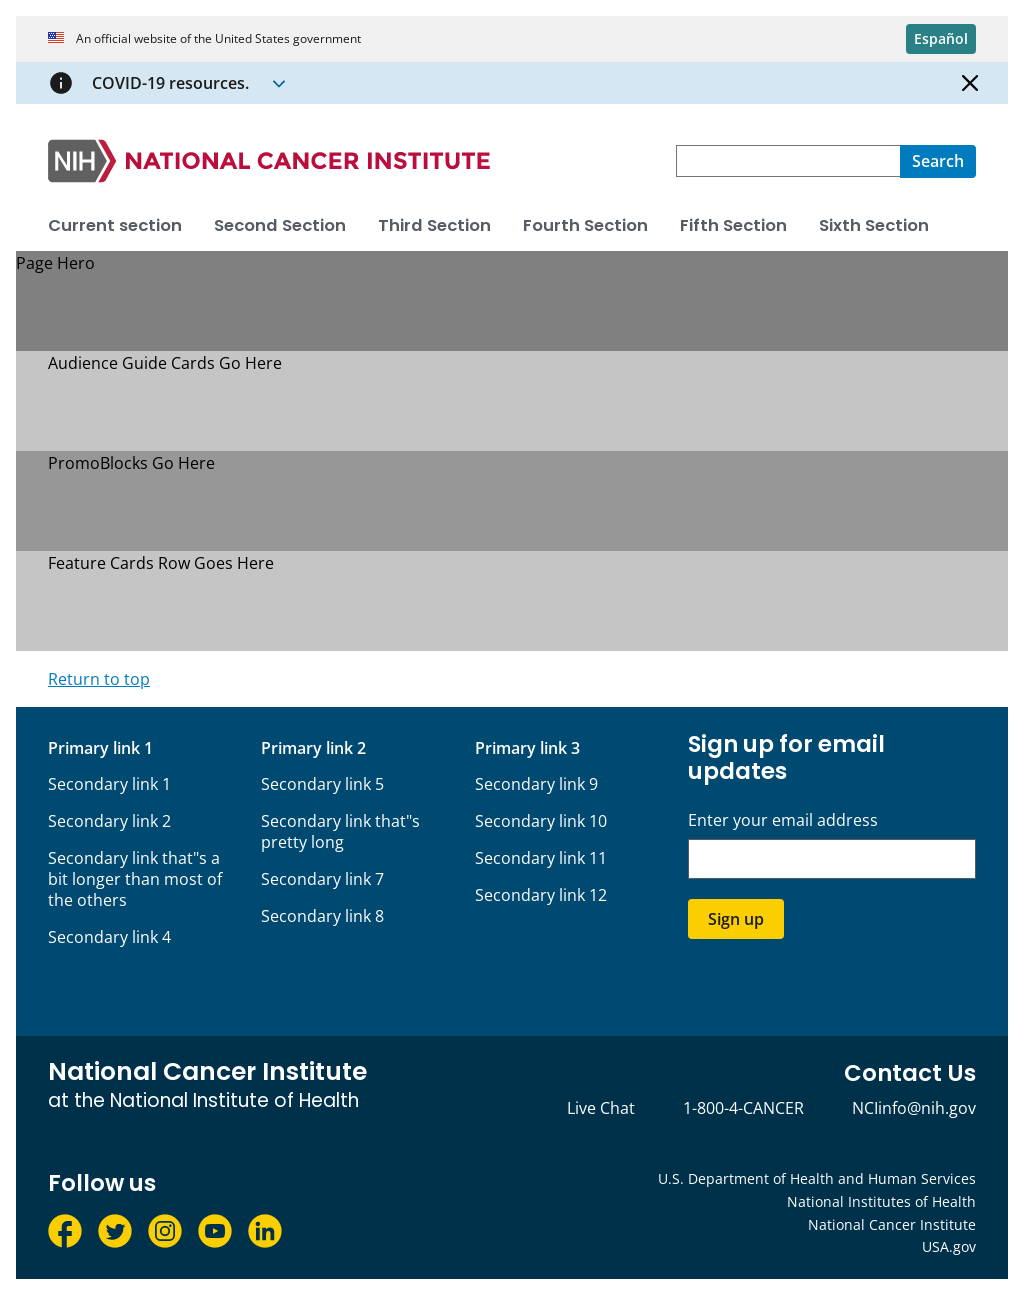 An official website of the United States government
Español
COVID-19 resources.
NIH NATIONAL CANCER INSTITUTE
Search
Current section
Second Section
Third Section
Fourth Section
Fifth Section
Sixth Section
Page Hero
Audience Guide Cards Go Here
PromoBlocks Go Here
Feature Cards Row Goes Here
Return to top
Primary link 1
Secondary link 1
Secondary link 2
Secondary link that"s a
bit longer than most of
the others
Secondary link 4
Primary link 2
Secondary link 5
Secondary link that"s
pretty long
Secondary link 7
Secondary link 8
Primary link 3
Secondary link 9
Secondary link 10
Secondary link 11
Secondary link 12
Sign up for email
updates
Enter your email address
Sign up
National Cancer Institute
at the National Institute of Health
Contact Us
Live Chat
1-800-4-CANCER
NCIinfo@nih.gov
Follow us
U.S. Department of Health and Human Services
National Institutes of Health
National Cancer Institute
USA.gov